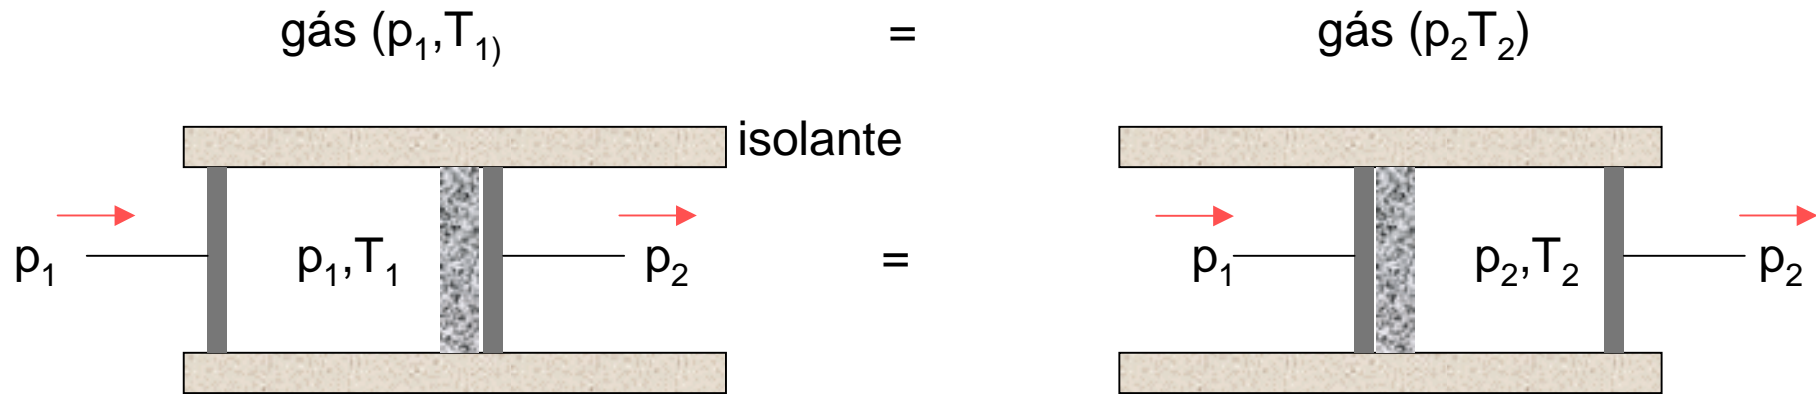 gás (p₁,T₁₎ = gás (p₂T₂)
isolante
p₁ p₁,T₁ p₂ = p₁ p₂,T₂ p₂